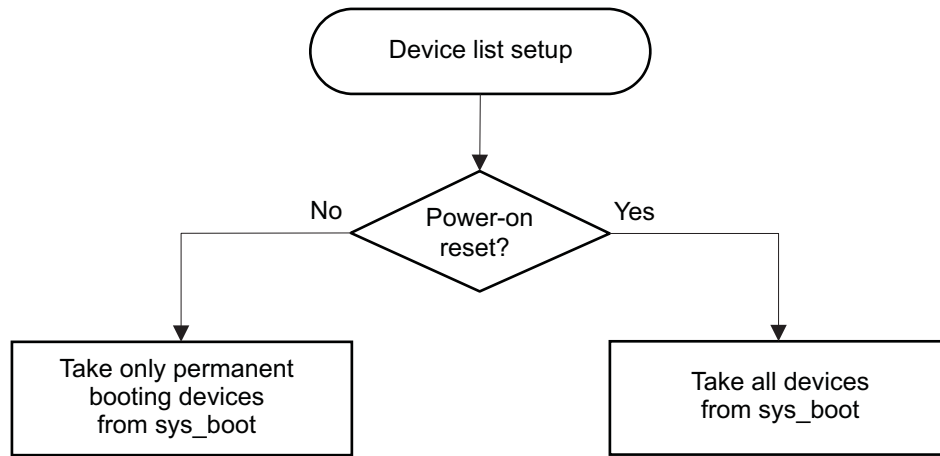 Device list setup
No
Power-on
reset?
Yes
Take only permanent
booting devices
from sys_boot
Take all devices
from sys_boot